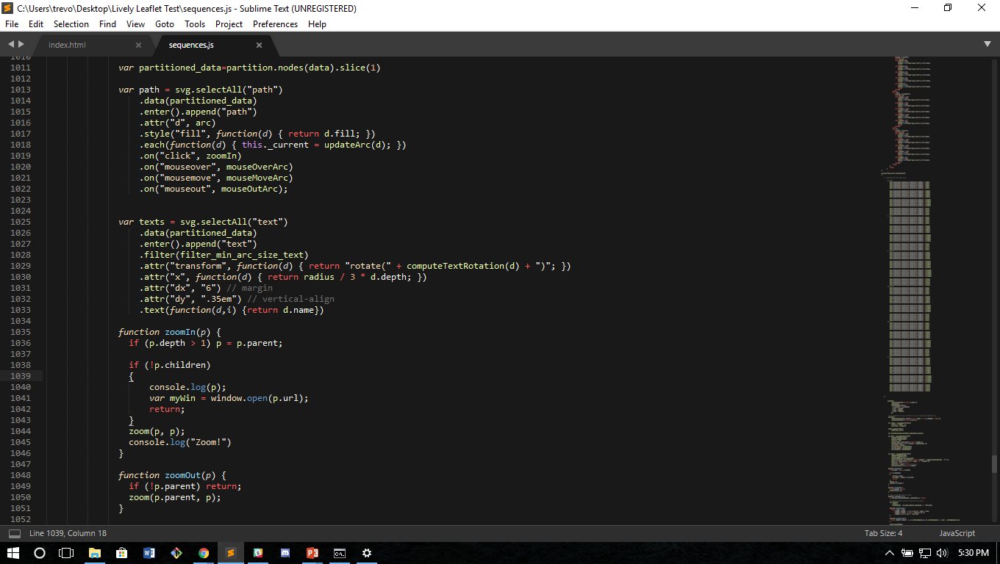 C:\Users\trevo\Desktop\Lively Leaflet Test\sequences.js - Sublime Text (UNREGISTERED)
File Edit Selection Find View Goto Tools Project Preferences Help
index.html sequences.js
1010
1011 var partitioned_data=partition.nodes(data).slice(1)
1012
1013 var path = svg.selectAll("path")
1014 .data(partitioned_data)
1015 .enter().append("path")
1016 .attr("d", arc)
1017 .style("fill", function(d) { return d.fill; })
1018 .each(function(d) { this._current = updateArc(d); })
1019 .on("click", zoomIn)
1020 .on("mouseover", mouseOverArc)
1021 .on("mousemove", mouseMoveArc)
1022 .on("mouseout", mouseOutArc);
1023
1024
1025 var texts = svg.selectAll("text")
1026 .data(partitioned_data)
1027 .enter().append("text")
1028 .filter(filter_min_arc_size_text)
1029 .attr("transform", function(d) { return "rotate(" + computeTextRotation(d) + ")"; })
1030 .attr("x", function(d) { return radius / 3 * d.depth; })
1031 .attr("dx", "6") // margin
1032 .attr("dy", ".35em") // vertical-align
1033 .text(function(d,i) {return d.name})
1034
1035 function zoomIn(p) {
1036 if (p.depth > 1) p = p.parent;
1037
1038 if (!p.children)
1039 {
1040 console.log(p);
1041 var myWin = window.open(p.url);
1042 return;
1043 }
1044 zoom(p, p);
1045 console.log("Zoom!")
1046 }
1047
1048 function zoomOut(p) {
1049 if (!p.parent) return;
1050 zoom(p.parent, p);
1051 }
1052
Line 1039, Column 18 Tab Size: 4 JavaScript
5:30 PM